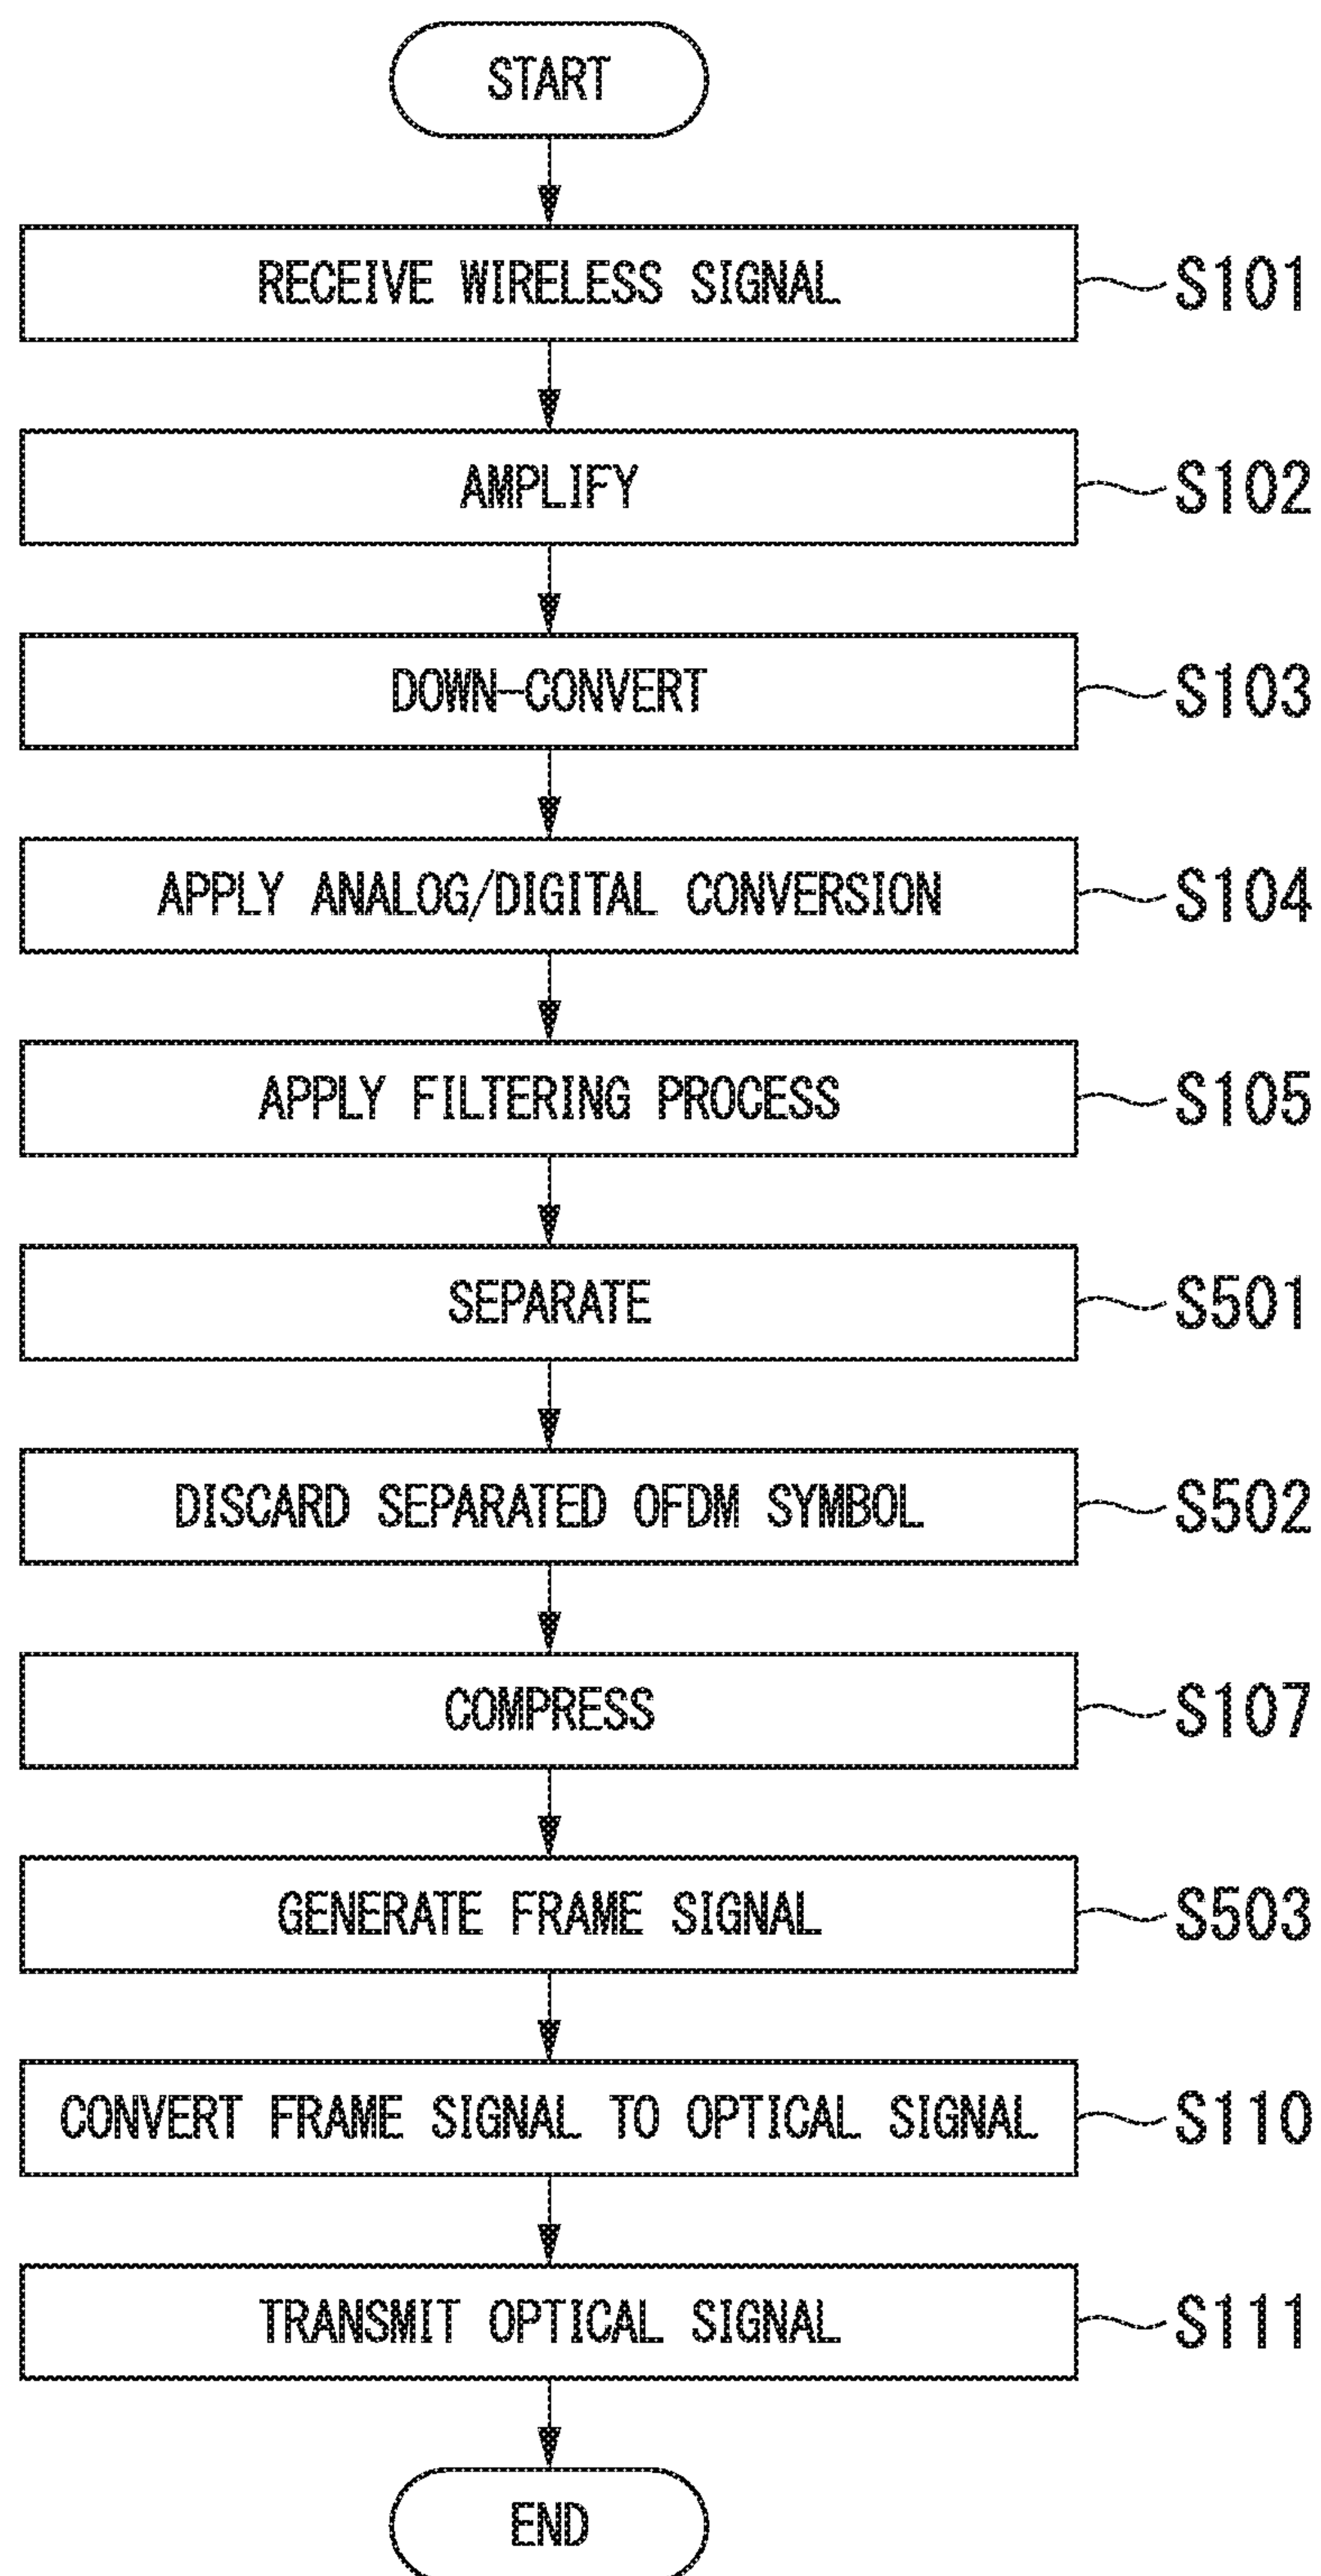 START
RECEIVE WIRELESS SIGNAL S101
AMPLIFY S102
DOWN-CONVERT S103
APPLY ANALOG/DIGITAL CONVERSION S104
APPLY FILTERING PROCESS S105
SEPARATE S501
DISCARD SEPARATED OFDM SYMBOL S502
COMPRESS S107
GENERATE FRAME SIGNAL S503
CONVERT FRAME SIGNAL TO OPTICAL SIGNAL S110
TRANSMIT OPTICAL SIGNAL S111
END